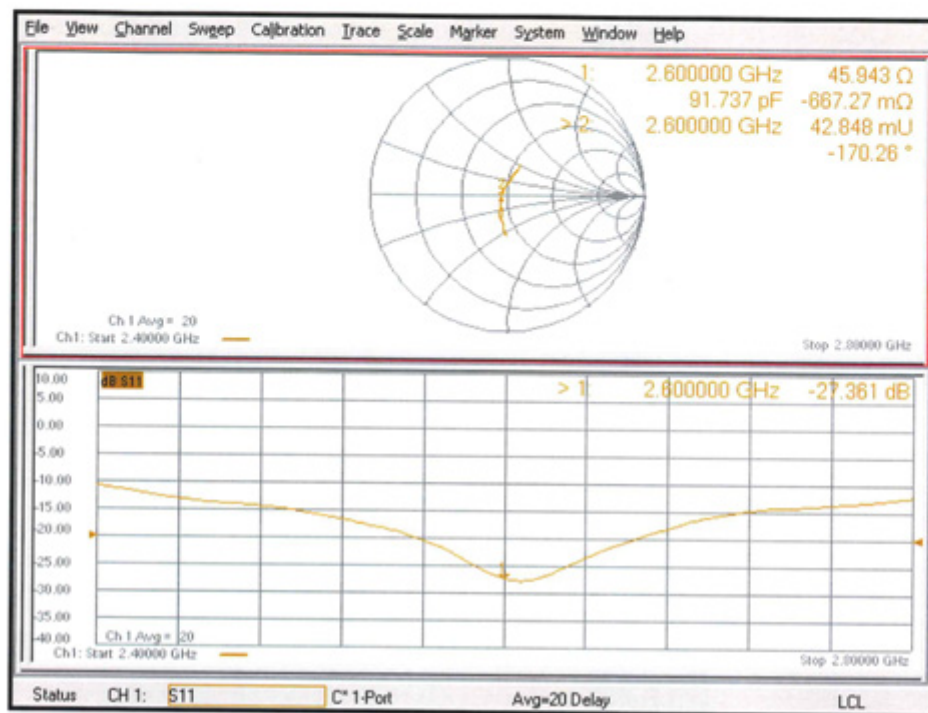 File View Channel Sweep Calibration Trace Scale Marker System Window Help
1: 2.600000 GHz 45.943 Ω
91.737 pF -667.27 mΩ
> 2: 2.600000 GHz 42.848 mU
-170.26 °
Ch 1 Avg = 20
Ch1: Start 2.40000 GHz
Stop 2.80000 GHz
10.00
dB S11
> 1: 2.600000 GHz -27.361 dB
5.00
0.00
-5.00
-10.00
-15.00
-20.00
-25.00
-30.00
-35.00
-40.00
Ch 1 Avg = 20
Ch1: Start 2.40000 GHz
Stop 2.80000 GHz
Status CH 1: S11 C* 1-Port Avg=20 Delay LCL